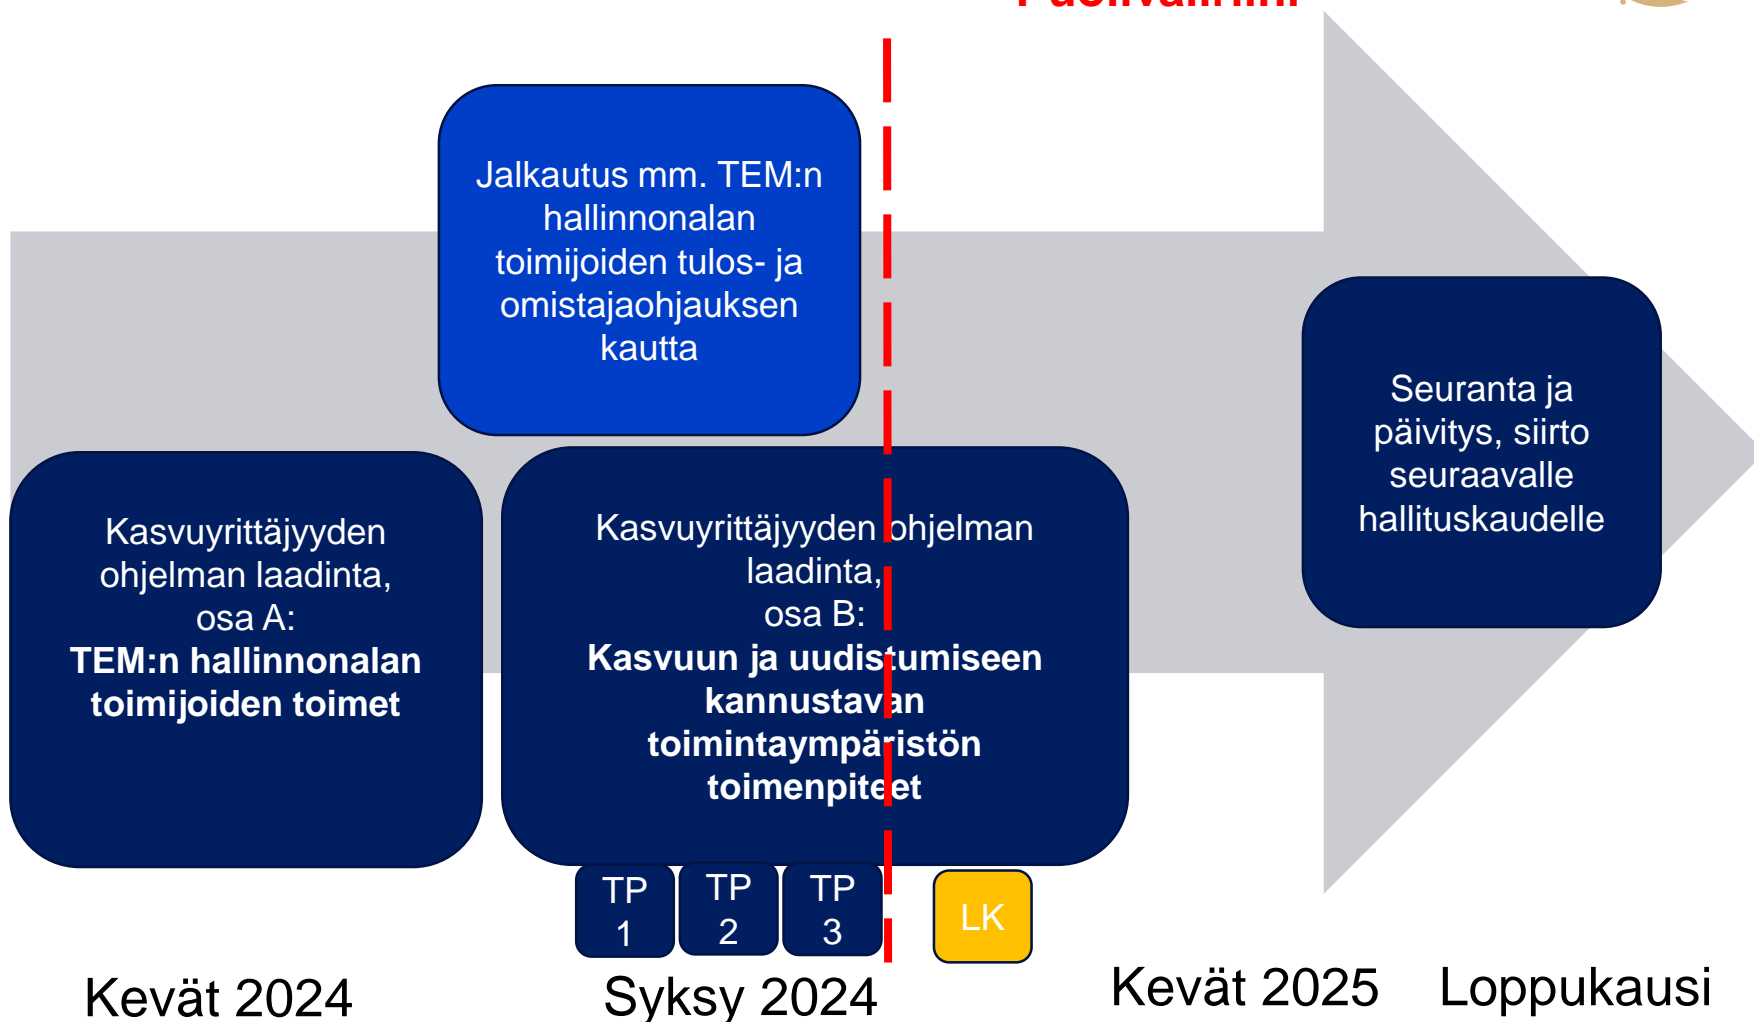 Jalkautus mm. TEM:n
hallinnonalan
toimijoiden tulos- ja
omistajaohjauksen
kautta
Seuranta ja
päivitys, siirto
seuraavalle
hallituskaudelle
Kasvuyrittäjyyden
ohjelman laadinta,
osa A:
TEM:n hallinnonalan
toimijoiden toimet
Kasvuyrittäjyyden ohjelman
laadinta,
osa B:
Kasvuun ja uudistumiseen
kannustavan
toimintaympäristön
toimenpiteet
TP
1
TP
2
TP
3
LK
Kevät 2024
Syksy 2024
Kevät 2025
Loppukausi